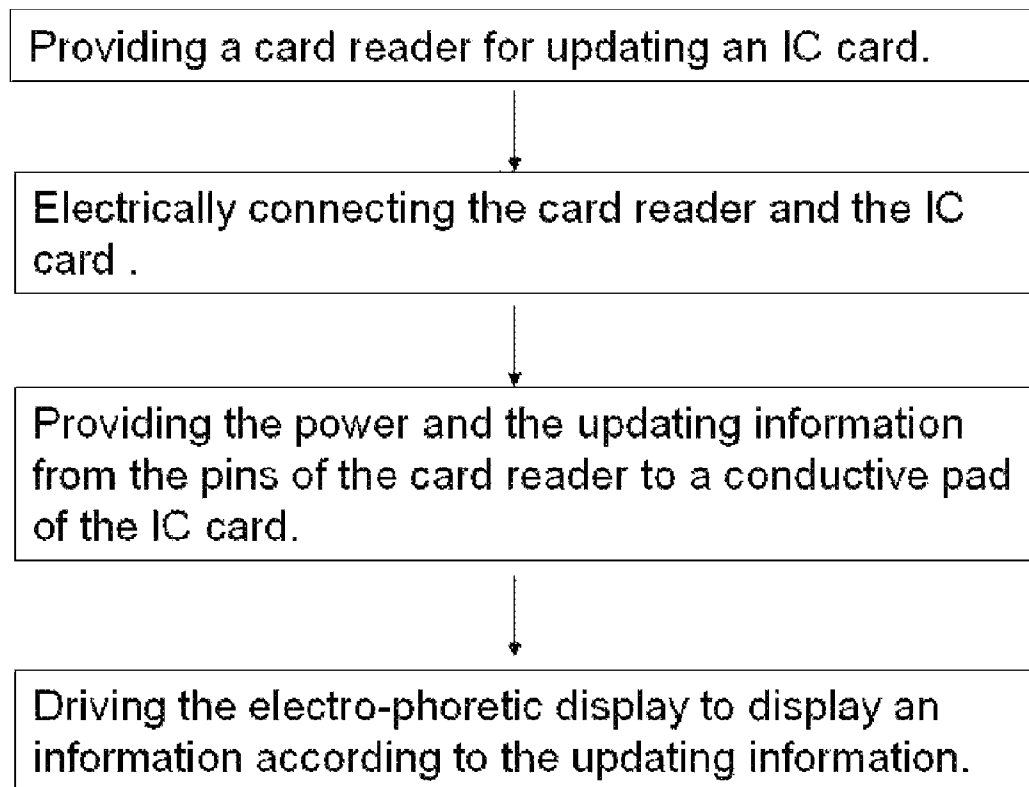 Providing a card reader for updating an IC card.
Electrically connecting the card reader and the IC
card .
Providing the power and the updating information
from the pins of the card reader to a conductive pad
of the IC card.
Driving the electro-phoretic display to display an
information according to the updating information.